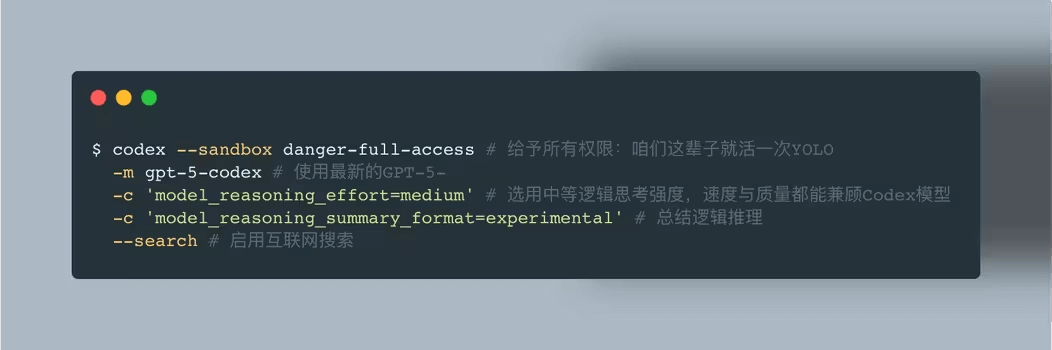 $ codex --sandbox danger-full-access # 给予所有权限：咱们这辈子就活一次YOLO
-m gpt-5-codex # 使用最新的GPT-5-
-c 'model_reasoning_effort=medium' # 选用中等逻辑思考强度，速度与质量都能兼顾Codex模型
-c 'model_reasoning_summary_format=experimental' # 总结逻辑推理
--search # 启用互联网搜索